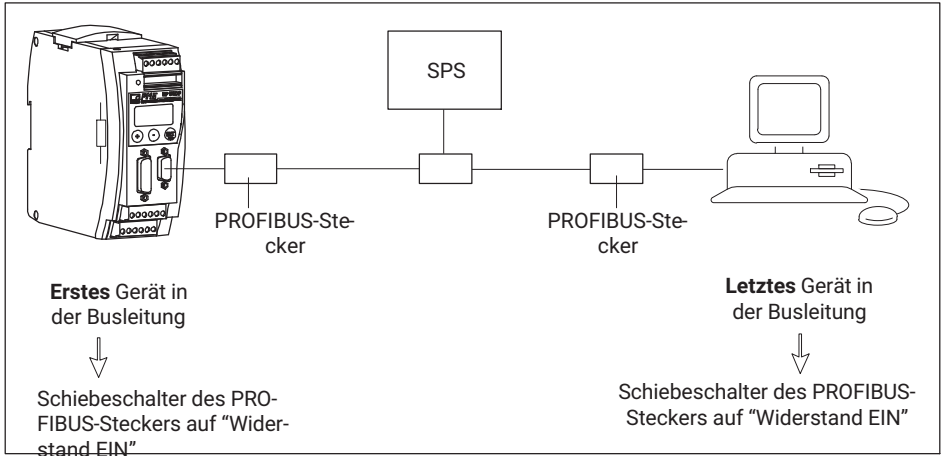 SPS
PROFIBUS-Ste-
cker
PROFIBUS-Ste-
cker
Erstes Gerät in
der Busleitung
Letztes Gerät in
der Busleitung
Schiebeschalter des PRO-
FIBUS-Steckers auf “Wider-
stand EIN”
Schiebeschalter des PROFIBUS-
Steckers auf “Widerstand EIN”